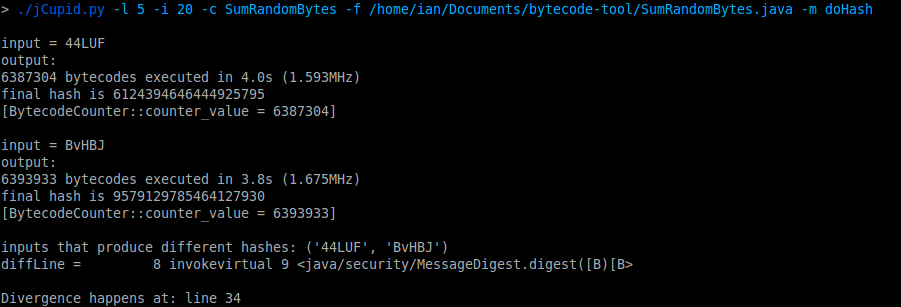 > ./jCupid.py -l 5 -i 20 -c SumRandomBytes -f /home/ian/Documents/bytecode-tool/SumRandomBytes.java -m doHash
input = 44LUF
output:
6387304 bytecodes executed in 4.0s (1.593MHz)
final hash is 6124394646444925795
[BytecodeCounter::counter_value = 6387304]
input = BvHBJ
output:
6393933 bytecodes executed in 3.8s (1.675MHz)
final hash is 9579129785464127930
[BytecodeCounter::counter_value = 6393933]
inputs that produce different hashes: ('44LUF', 'BvHBJ')
diffLine =         8 invokevirtual 9 <java/security/MessageDigest.digest([B)[B>
Divergence happens at: line 34